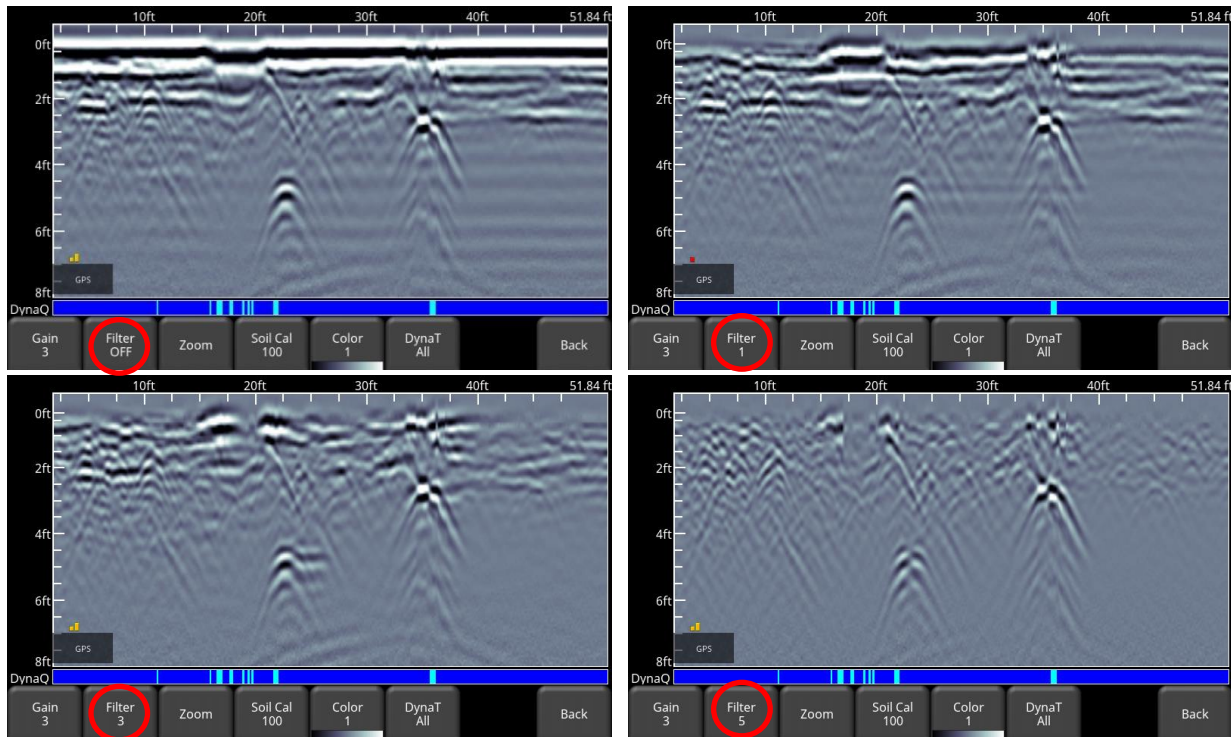 10ft 20ft 30ft 40ft 51.84 ft
0ft
2ft
4ft
6ft
GPS
8ft
DynaQ
Gain 3
Filter OFF
Zoom
Soil Cal 100
Color 1
DynaT All
Back
10ft 20ft 30ft 40ft 51.84 ft
0ft
2ft
4ft
6ft
GPS
8ft
DynaQ
Gain 3
Filter 1
Zoom
Soil Cal 100
Color 1
DynaT All
Back
10ft 20ft 30ft 40ft 51.84 ft
0ft
2ft
4ft
6ft
GPS
8ft
DynaQ
Gain 3
Filter 3
Zoom
Soil Cal 100
Color 1
DynaT All
Back
10ft 20ft 30ft 40ft 51.84 ft
0ft
2ft
4ft
6ft
GPS
8ft
DynaQ
Gain 3
Filter 5
Zoom
Soil Cal 100
Color 1
DynaT All
Back